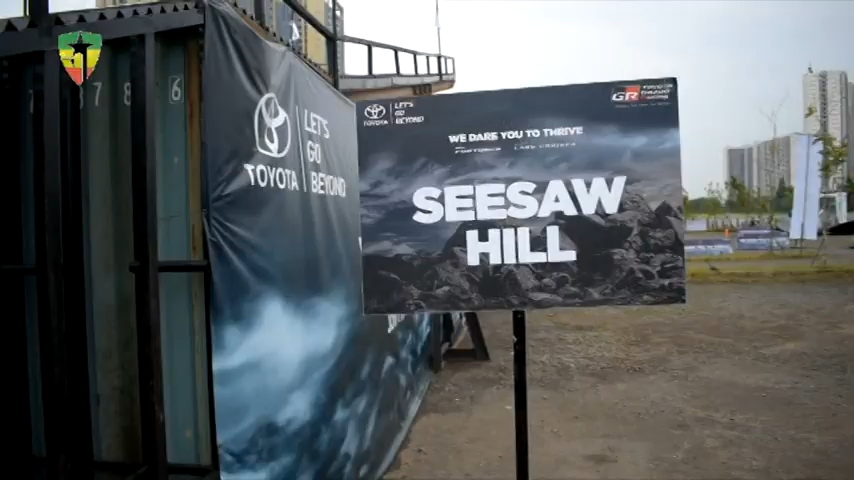 7 8 6
TOYOTA
LET'S
GO
BEYOND
TOYOTA
LET'S
GO
BEYOND
GR
WE DARE YOU TO THRIVE
SEESAW
HILL